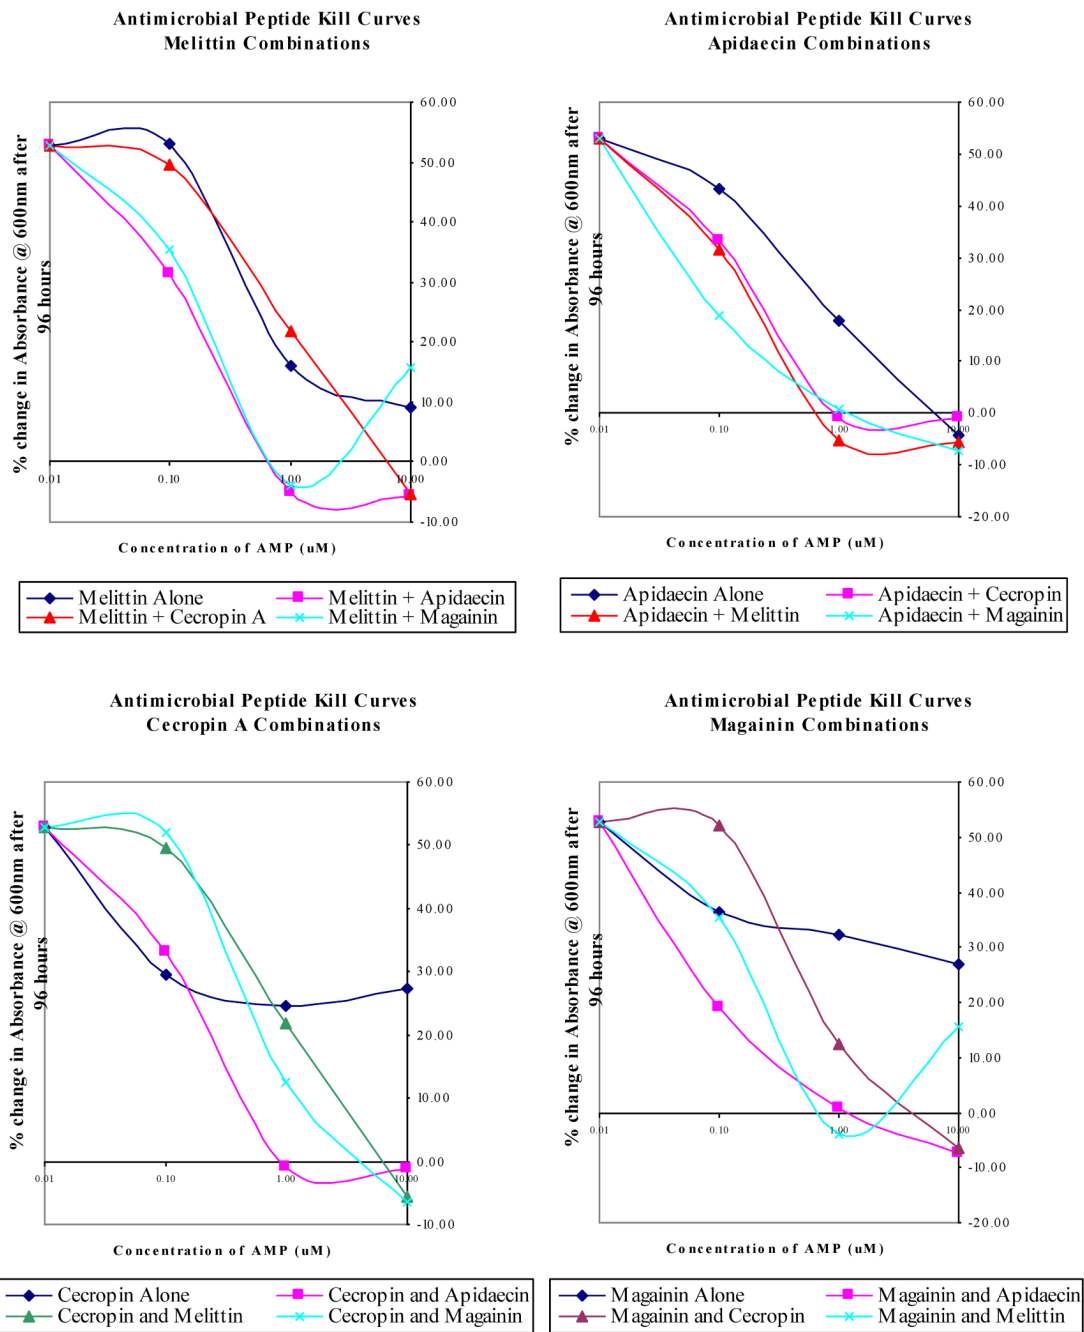 Antimicrobial Peptide Kill Curves
Melittin Combinations
% change in Absorbance @ 600nm after
96 hours
60.00
50.00
40.00
30.00
20.00
10.00
0.00
-10.00
0.01
0.10
1.00
10.00
Concentration of AMP (uM)
Melittin Alone
Melittin + Apidaecin
Melittin + Cecropin A
Melittin + Magainin
Antimicrobial Peptide Kill Curves
Apidaecin Combinations
% change in Absorbance @ 600nm after
96 hours
60.00
50.00
40.00
30.00
20.00
10.00
0.00
-10.00
-20.00
0.01
0.10
1.00
10.00
Concentration of AMP (uM)
Apidaecin Alone
Apidaecin + Cecropin
Apidaecin + Melittin
Apidaecin + Magainin
Antimicrobial Peptide Kill Curves
Cecropin A Combinations
% change in Absorbance @ 600nm after
96 hours
60.00
50.00
40.00
30.00
20.00
10.00
0.00
-10.00
0.01
0.10
1.00
10.00
Concentration of AMP (uM)
Cecropin Alone
Cecropin and Apidaecin
Cecropin and Melittin
Cecropin and Magainin
Antimicrobial Peptide Kill Curves
Magainin Combinations
% change in Absorbance @ 600nm after
96 hours
60.00
50.00
40.00
30.00
20.00
10.00
0.00
-10.00
-20.00
0.01
0.10
1.00
10.00
Concentration of AMP (uM)
Magainin Alone
Magainin and Apidaecin
Magainin and Cecropin
Magainin and Melittin